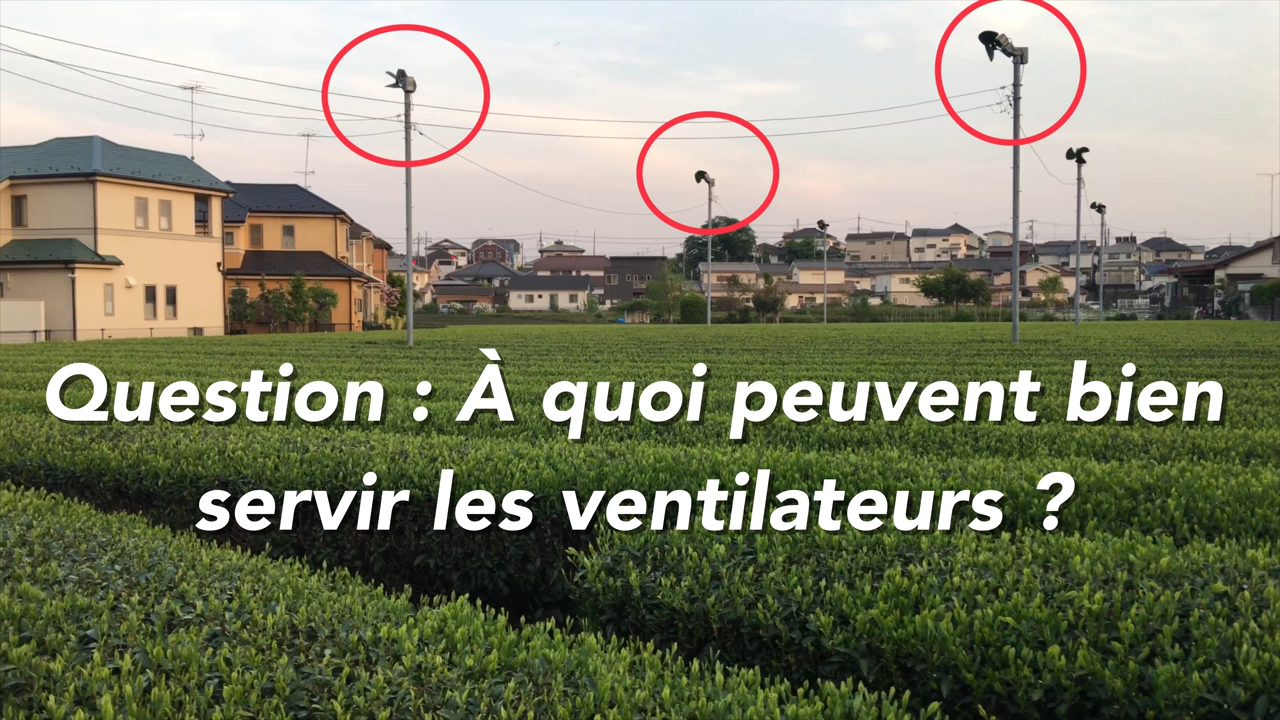 Question : À quoi peuvent bien
servir les ventilateurs ?